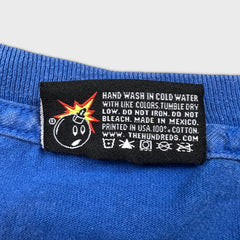 HAND WASH IN COLD WATER
WITH LIKE COLORS. TUMBLE DRY
LOW. DO NOT IRON. DO NOT
BLEACH. MADE IN MEXICO.
PRINTED IN USA. 100% COTTON.
WWW.THEHUNDREDS.COM
®